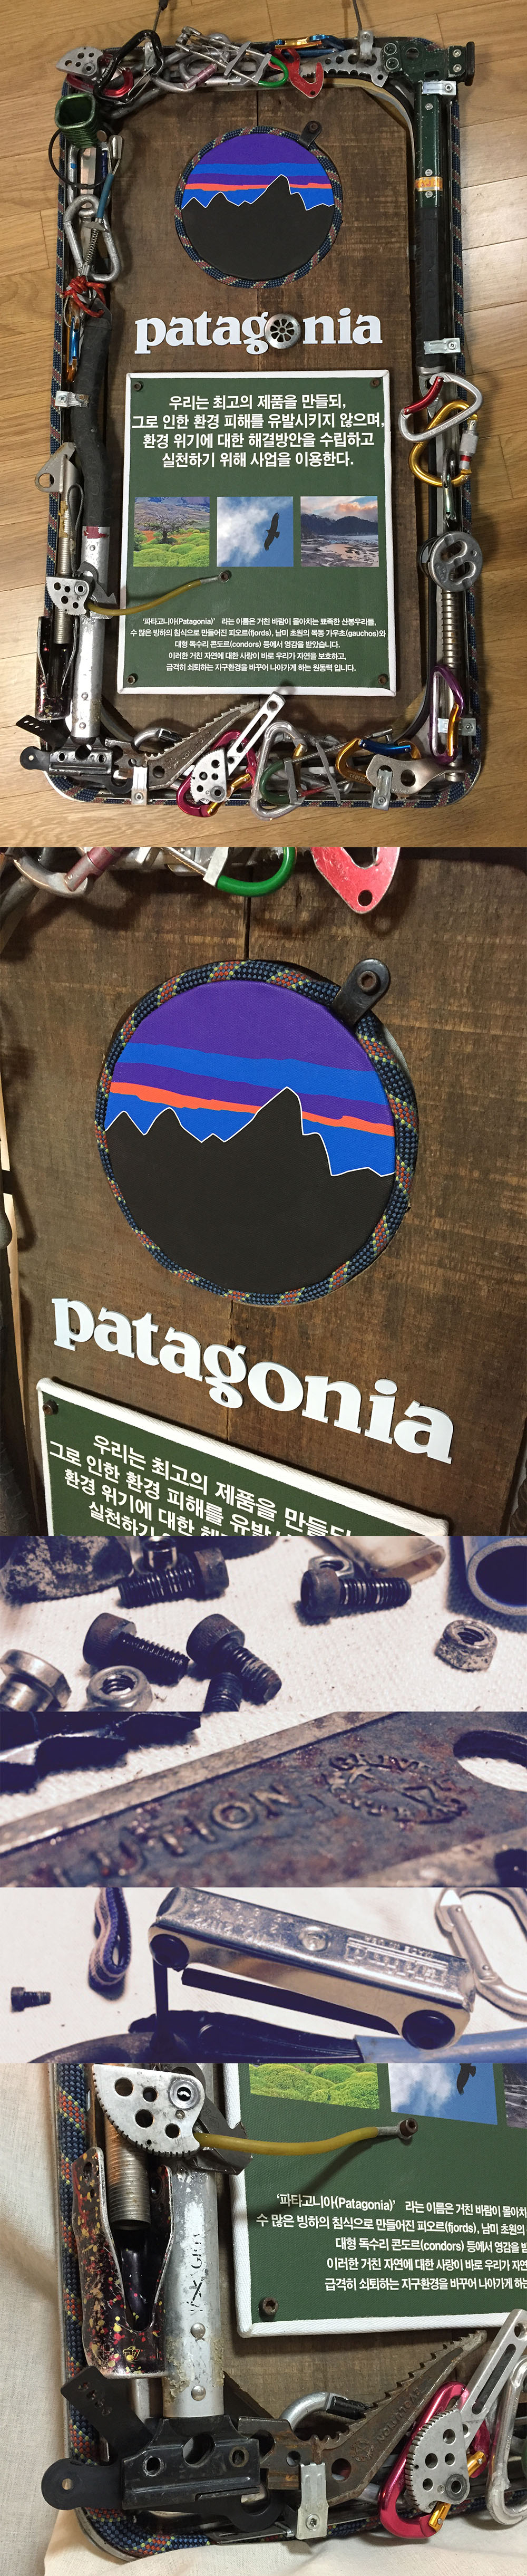 patagonia
우리는 최고의 제품을 만들되,
그로 인한 환경 피해를 유발시키지 않으며,
환경 위기에 대한 해결방안을 수립하고
실천하기 위해 사업을 이용한다.
‘파타고니아(Patagonia)’ 라는 이름은 거친 바람이 몰아치는 뾰족한 산봉우리들,
수 많은 빙하의 침식으로 만들어진 피오르(fjords), 남미 초원의 목동 가우초(gauchos)와
대형 독수리 콘도르(condors) 등에서 영감을 받았습니다.
이러한 거친 자연에 대한 사랑이 바로 우리가 자연을 보호하고,
급격히 쇠퇴하는 지구환경을 바꾸어 나아가게 하는 원동력 입니다.
patagonia
우리는 최고의 제품을 만들되
그로 인한 환경 피해를 유발
환경 위기에 대한 해
실천하기
LUTION
‘파타고니아(Patagonia)’ 라는 이름은 거친 바람이 몰아치
수 많은 빙하의 침식으로 만들어진 피오르(fjords), 남미 초원의
대형 독수리 콘도르(condors) 등에서 영감을 받
이러한 거친 자연에 대한 사랑이 바로 우리가 자연
급격히 쇠퇴하는 지구환경을 바꾸어 나아가게 하는